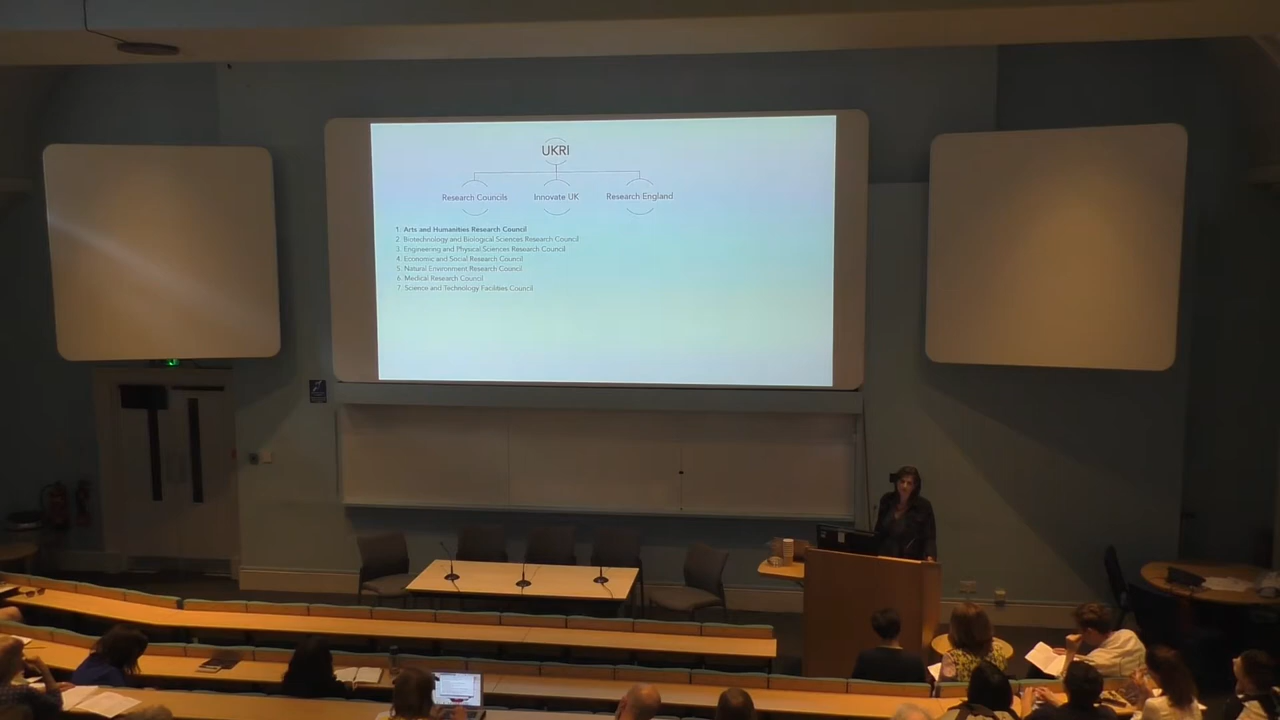 UKRI
Research Councils
Innovate UK
Research England
1. Arts and Humanities Research Council
2. Biotechnology and Biological Sciences Research Council
3. Engineering and Physical Sciences Research Council
4. Economic and Social Research Council
5. Natural Environment Research Council
6. Medical Research Council
7. Science and Technology Facilities Council